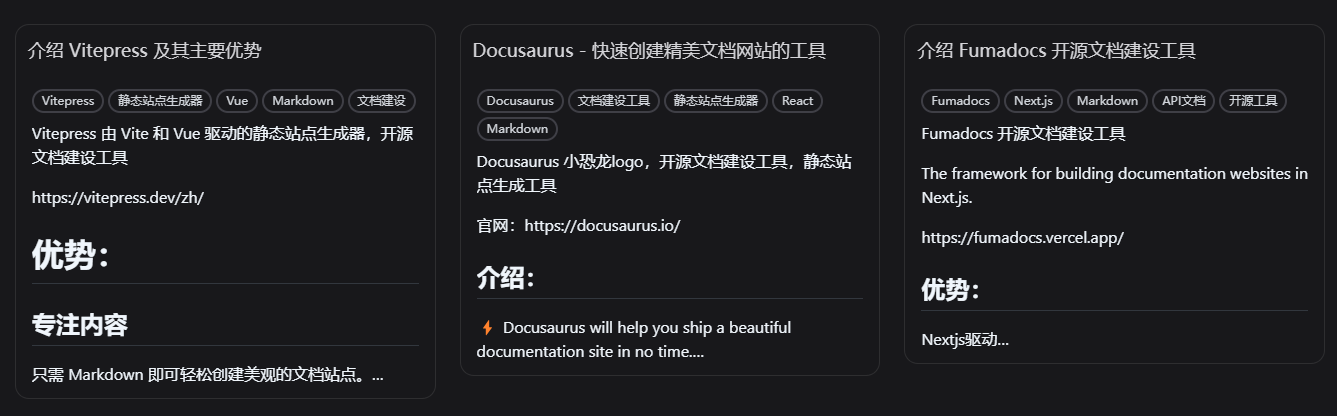 介绍 Vitepress 及其主要优势
Vitepress 静态站点生成器 Vue Markdown 文档建设
Vitepress 由 Vite 和 Vue 驱动的静态站点生成器，开源
文档建设工具
https://vitepress.dev/zh/
优势：
专注内容
只需 Markdown 即可轻松创建美观的文档站点。...
Docusaurus - 快速创建精美文档网站的工具
Docusaurus 文档建设工具 静态站点生成器 React
Markdown
Docusaurus 小恐龙logo，开源文档建设工具，静态站
点生成工具
官网：https://docusaurus.io/
介绍：
⚡ Docusaurus will help you ship a beautiful
documentation site in no time....
介绍 Fumadocs 开源文档建设工具
Fumadocs Next.js Markdown API文档 开源工具
Fumadocs 开源文档建设工具
The framework for building documentation websites in
Next.js.
https://fumadocs.vercel.app/
优势：
Nextjs驱动...